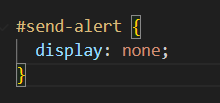 #send-alert {
  display: none;
}